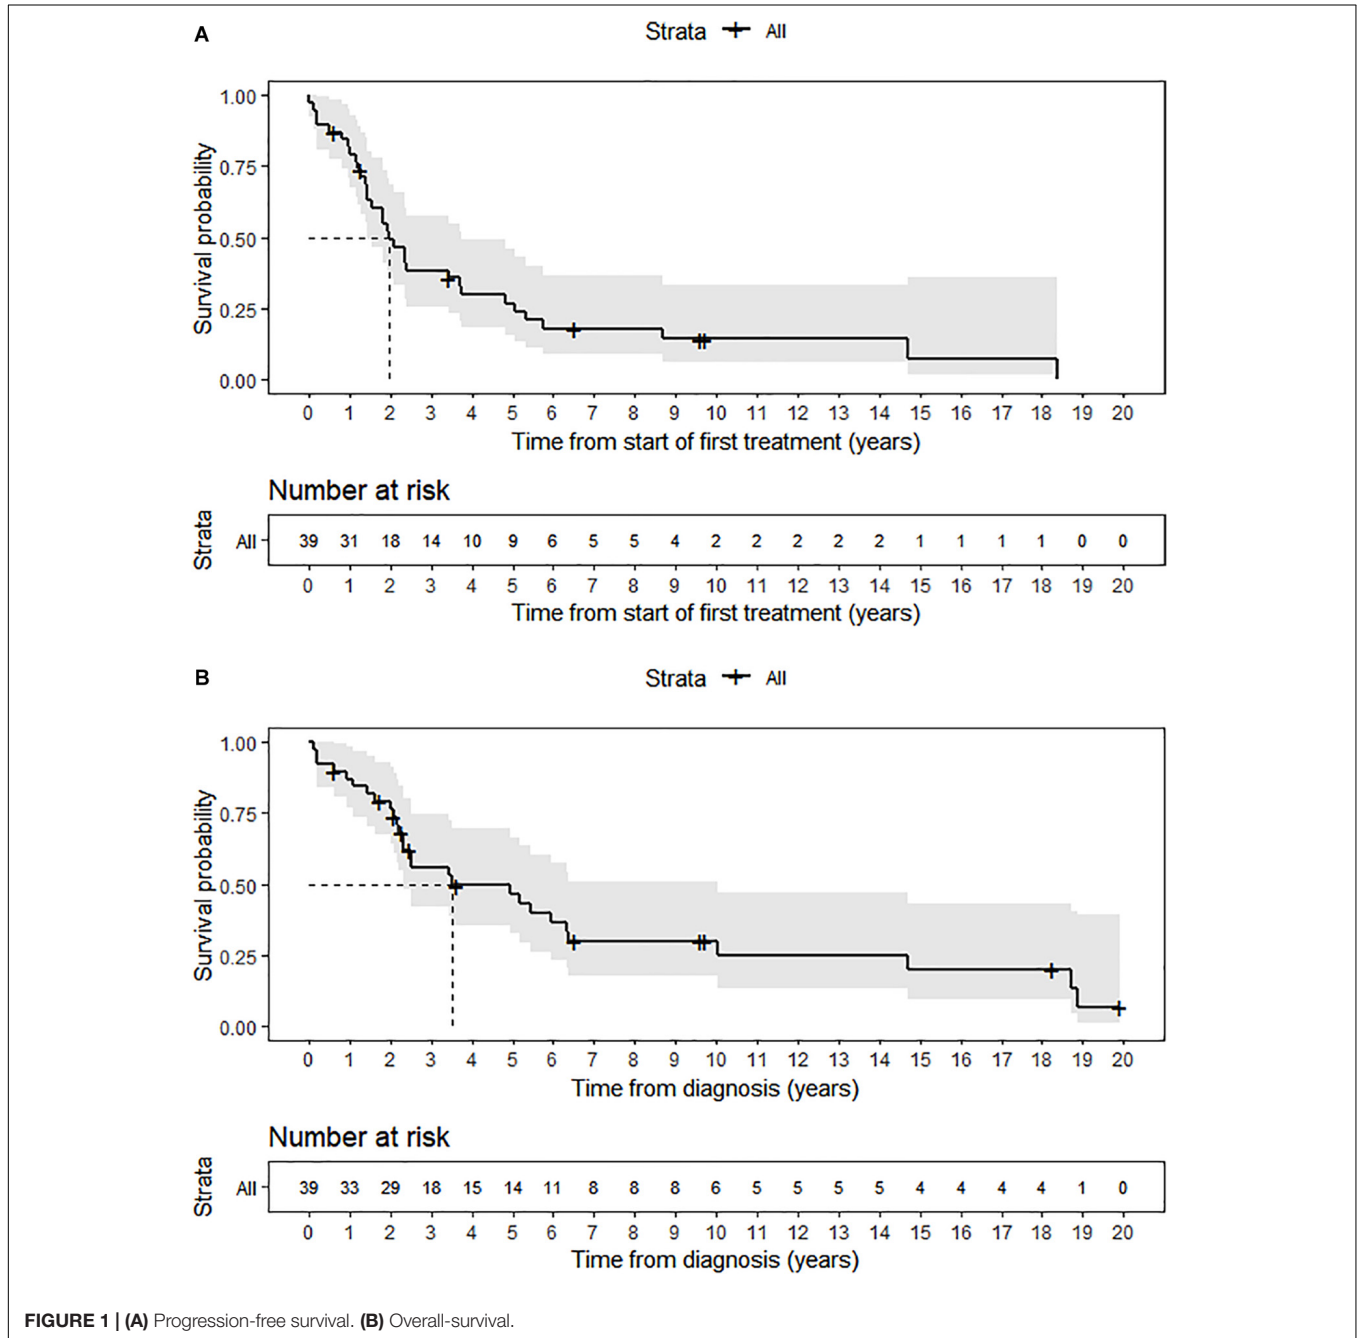 A
Strata All
1.00
0.75
0.50
0.25
0.00
Survival probability
0 1 2 3 4 5 6 7 8 9 10 11 12 13 14 15 16 17 18 19 20
Time from start of first treatment (years)
Number at risk
Strata
All 39 31 18 14 10 9 6 5 5 4 2 2 2 2 2 1 1 1 1 0 0
0 1 2 3 4 5 6 7 8 9 10 11 12 13 14 15 16 17 18 19 20
Time from start of first treatment (years)
B
Strata All
1.00
0.75
0.50
0.25
0.00
Survival probability
0 1 2 3 4 5 6 7 8 9 10 11 12 13 14 15 16 17 18 19 20
Time from diagnosis (years)
Number at risk
Strata
All 39 33 29 18 15 14 11 8 8 8 6 5 5 5 5 4 4 4 4 1 0
0 1 2 3 4 5 6 7 8 9 10 11 12 13 14 15 16 17 18 19 20
Time from diagnosis (years)
FIGURE 1 | (A) Progression-free survival. (B) Overall-survival.